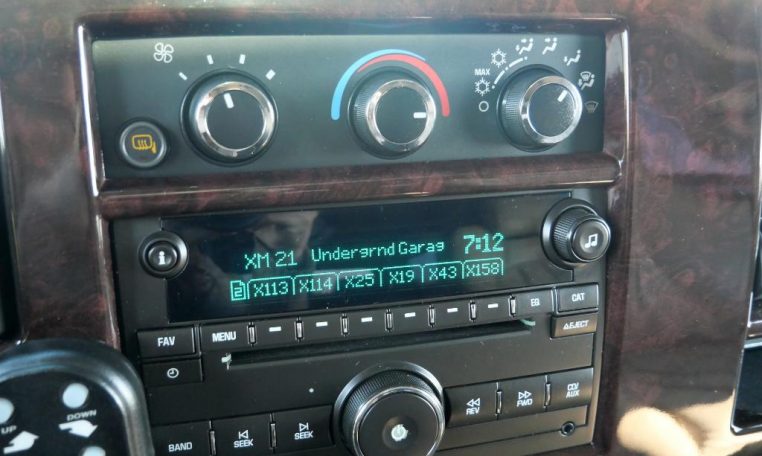 MAX
XM 21 Undergrnd Garag 7:12
2 X113 X114 X25 X19 X43 X158
i
FAV
MENU
EQ
CAT
EJECT
BAND
SEEK
SEEK
REV
FWD
CD/
AUX
UP
DOWN